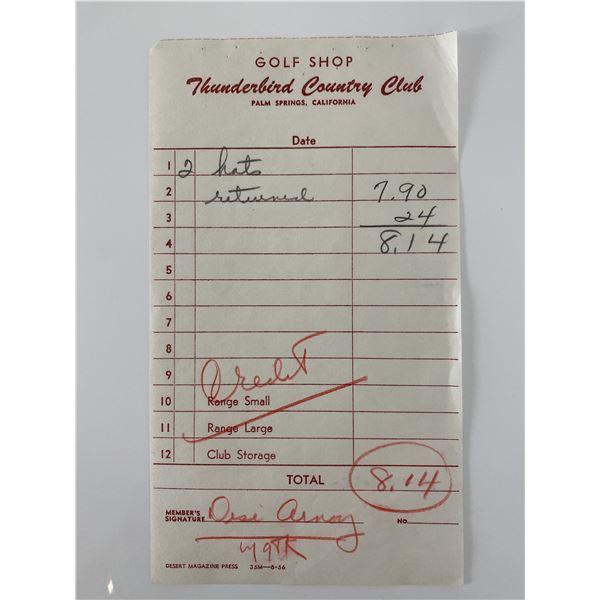 GOLF SHOP
Thunderbird Country Club
PALM SPRINGS, CALIFORNIA
Date
1 2 hats
2 returned 7.90
3 24
4 8.14
5
6
7
8
9 Credit
10 Range Small
11 Range Large
12 Club Storage
TOTAL 8.14
MEMBER'S
SIGNATURE Desi Arnaz No.
DESERT MAGAZINE PRESS 35M—8-56